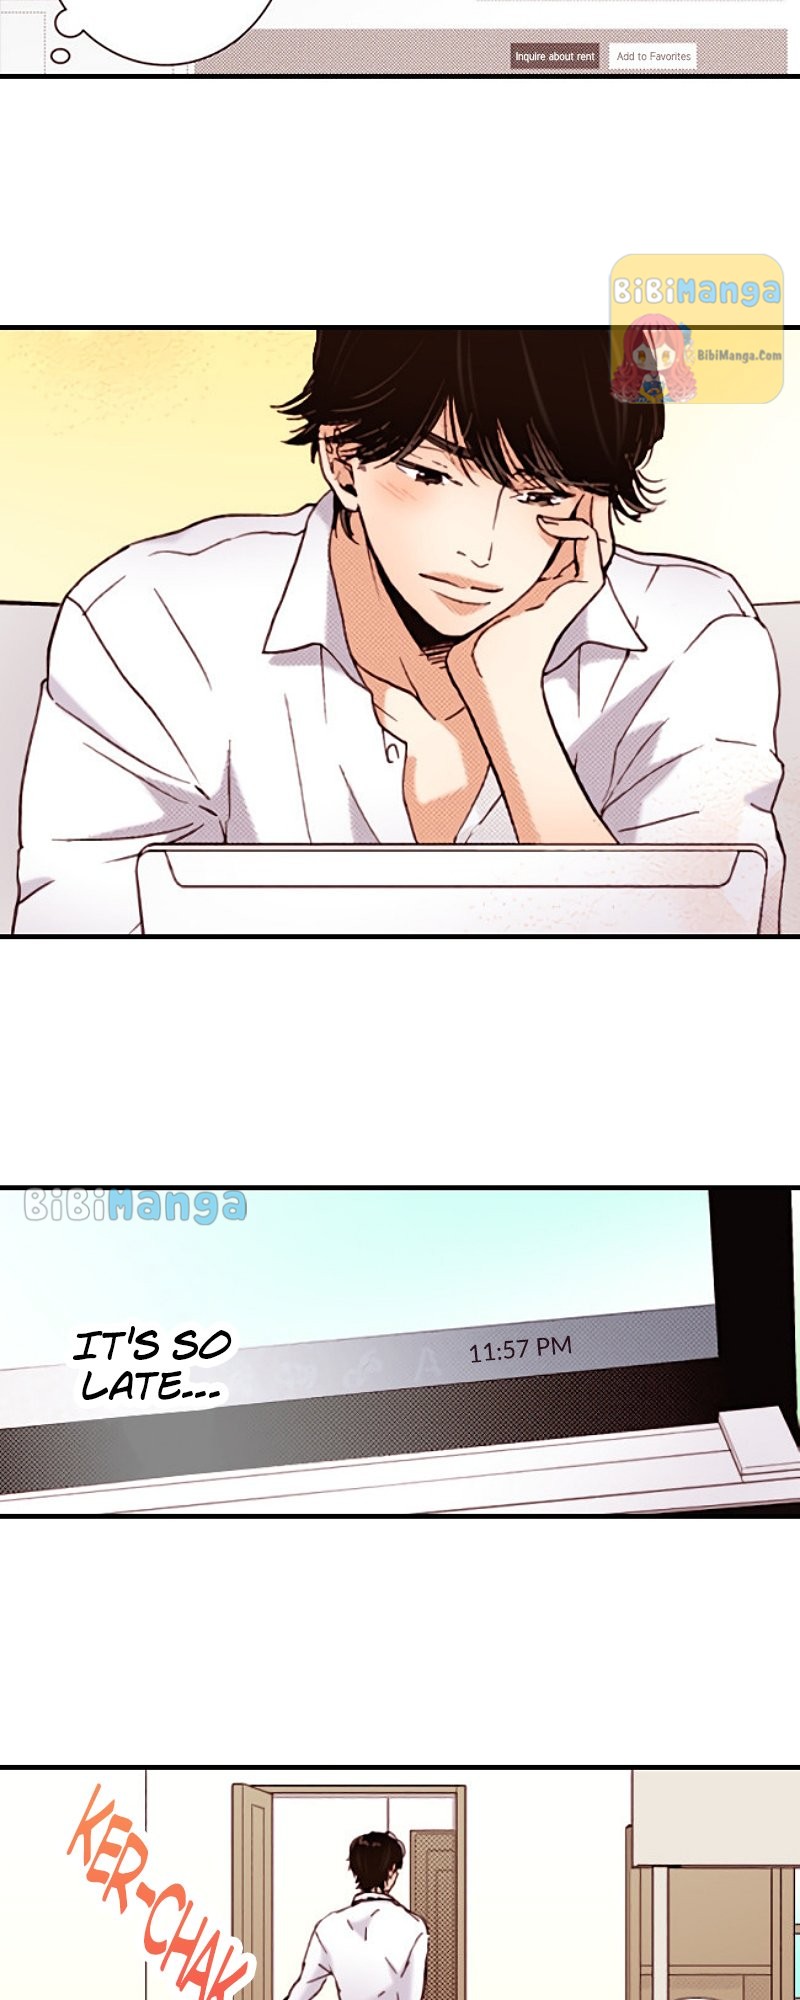 Inquire about rent
Add to Favorites
BiBiManga
BibiManga.Com
BiBiManga
IT'S SO
LATE...
11:57 PM
KER-CHAK